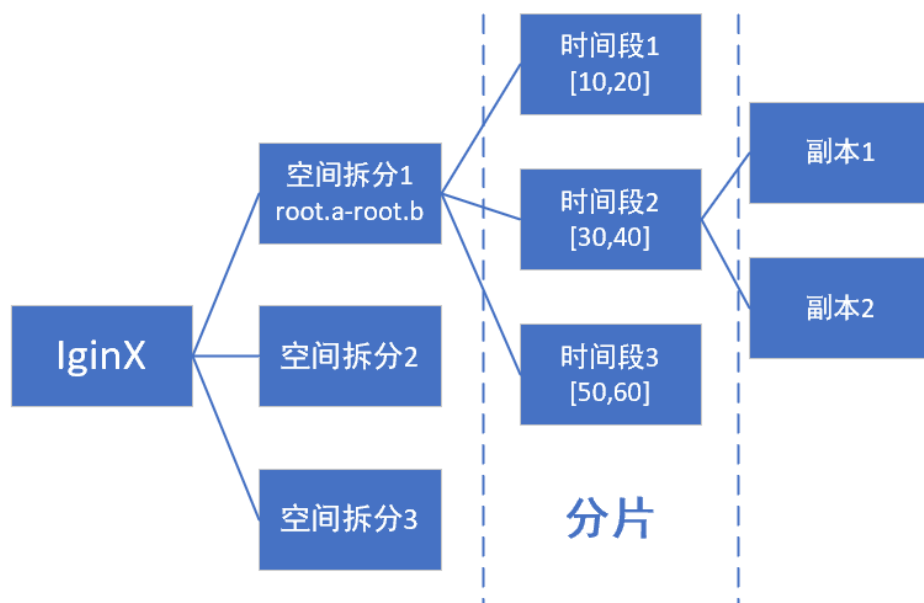 IginX
空间拆分1
root.a-root.b
空间拆分2
空间拆分3
时间段1
[10,20]
时间段2
[30,40]
时间段3
[50,60]
分片
副本1
副本2